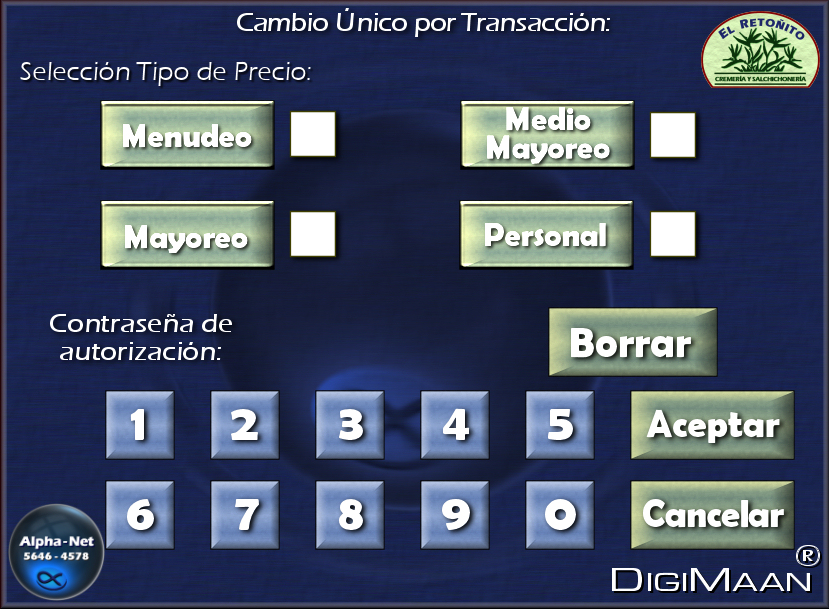 Cambio Único por Transacción:
EL RETOÑITO
CREMERÍA Y SALCHICHONERÍA
Selección Tipo de Precio:
Menudeo
Medio
Mayoreo
Mayoreo
Personal
Contraseña de
autorización:
Borrar
1 2 3 4 5 Aceptar
6 7 8 9 0 Cancelar
Alpha-Net
5646 - 4578
DIGIMAAN ®